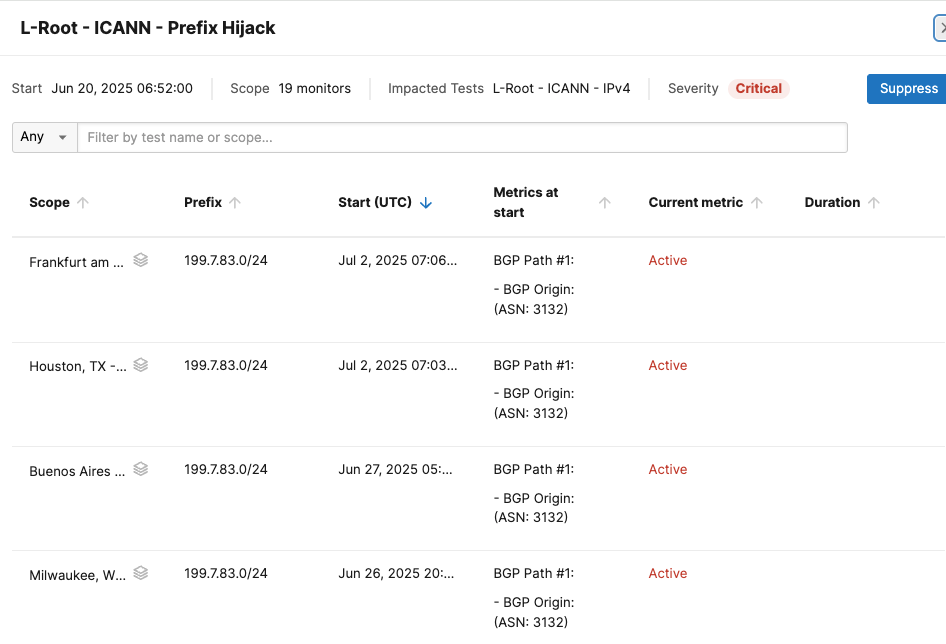 L-Root - ICANN - Prefix Hijack
Start Jun 20, 2025 06:52:00 Scope 19 monitors Impacted Tests L-Root - ICANN - IPv4 Severity Critical Suppress
Any Filter by test name or scope...
Scope Prefix Start (UTC) Metrics at start Current metric Duration
Frankfurt am ... 199.7.83.0/24 Jul 2, 2025 07:06... BGP Path #1: Active
- BGP Origin:
(ASN: 3132)
Houston, TX -... 199.7.83.0/24 Jul 2, 2025 07:03... BGP Path #1: Active
- BGP Origin:
(ASN: 3132)
Buenos Aires ... 199.7.83.0/24 Jun 27, 2025 05:... BGP Path #1: Active
- BGP Origin:
(ASN: 3132)
Milwaukee, W... 199.7.83.0/24 Jun 26, 2025 20:... BGP Path #1: Active
- BGP Origin:
(ASN: 3132)